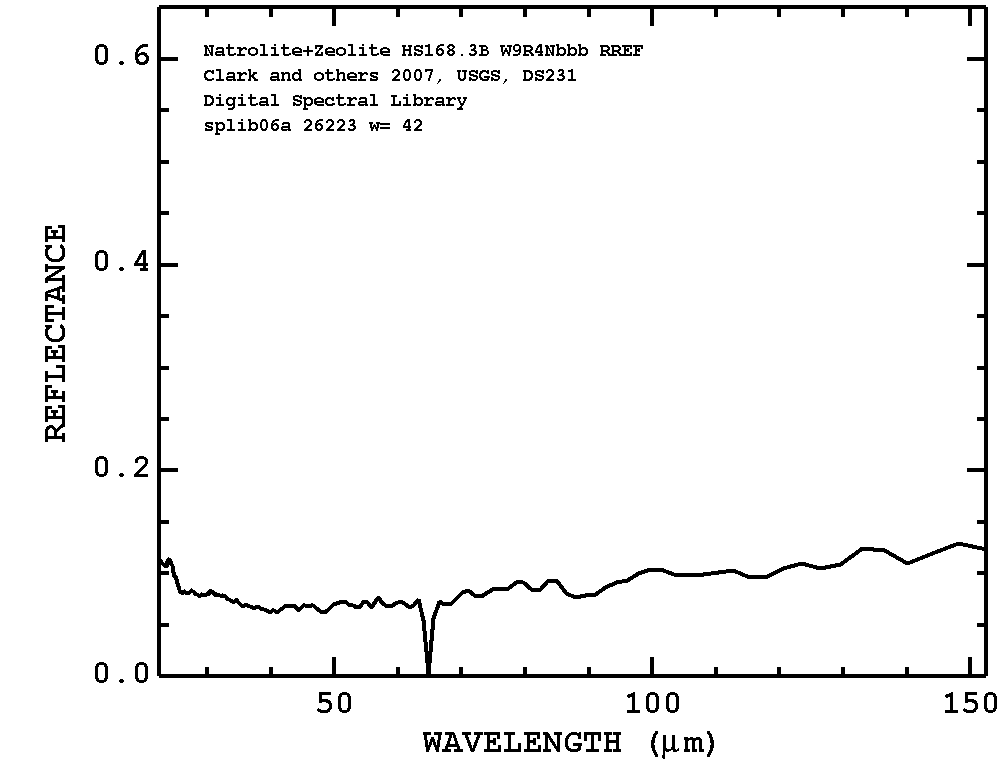 Natrolite+Zeolite HS168.3B W9R4Nbbb RREF
Clark and others 2007, USGS, DS231
Digital Spectral Library
splib06a 26223 w= 42
REFLECTANCE
0.6
0.4
0.2
0.0
50 100 150
WAVELENGTH (μm)